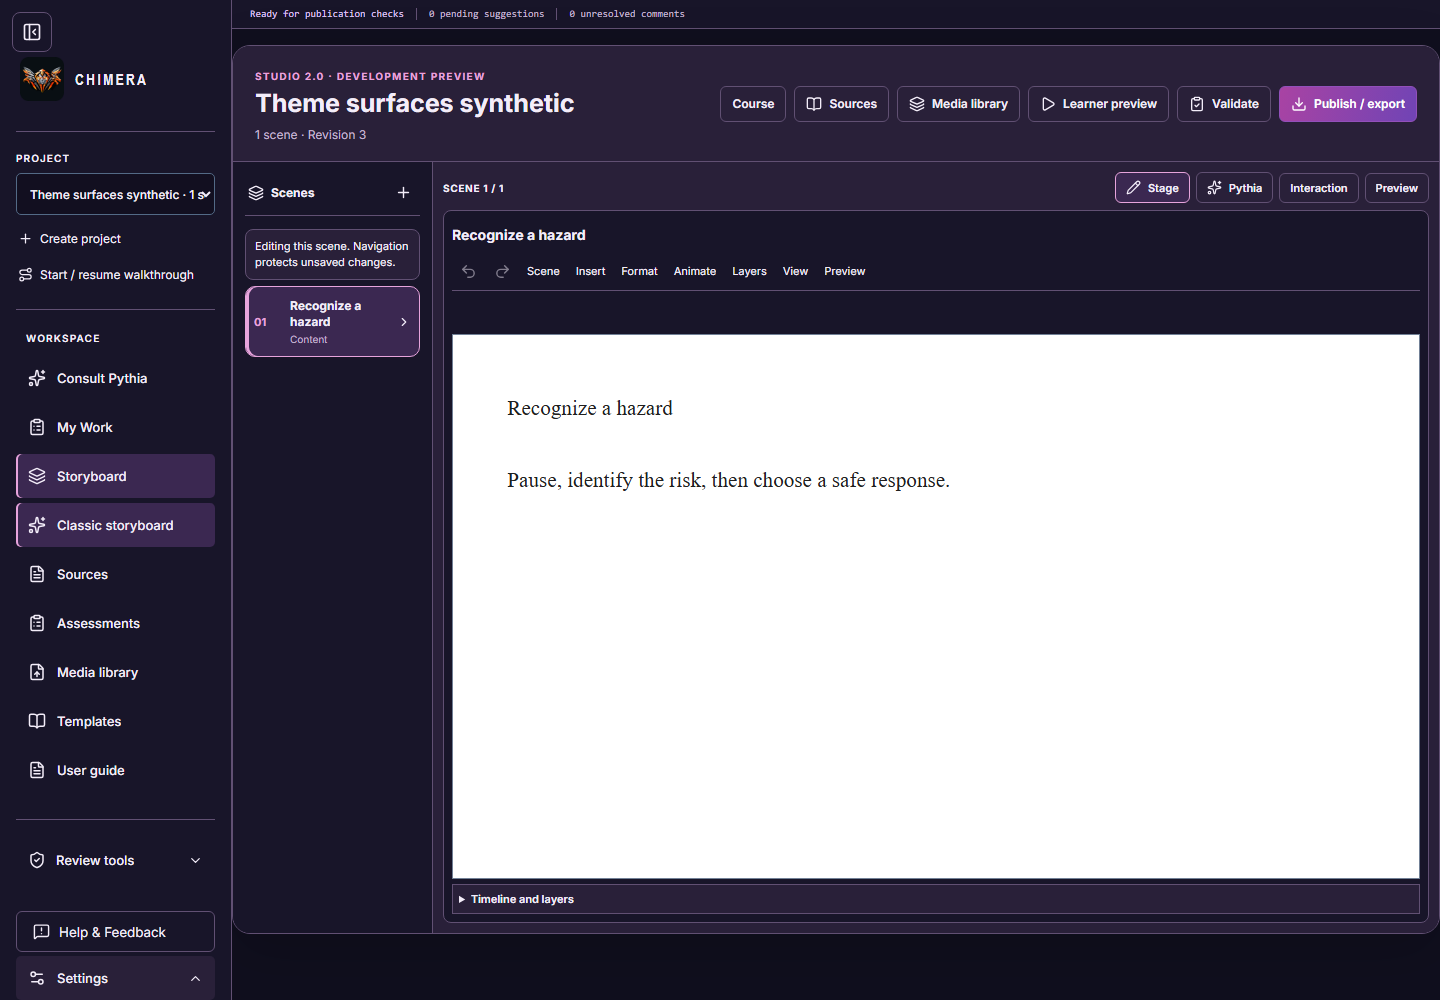 Ready for publication checks
0 pending suggestions
0 unresolved comments
CHIMERA
PROJECT
Theme surfaces synthetic · 1 s
Create project
Start / resume walkthrough
WORKSPACE
Consult Pythia
My Work
Storyboard
Classic storyboard
Sources
Assessments
Media library
Templates
User guide
Review tools
Help & Feedback
Settings
STUDIO 2.0 · DEVELOPMENT PREVIEW
Theme surfaces synthetic
1 scene · Revision 3
Course
Sources
Media library
Learner preview
Validate
Publish / export
Scenes
Editing this scene. Navigation
protects unsaved changes.
01
Recognize a
hazard
Content
SCENE 1 / 1
Stage
Pythia
Interaction
Preview
Recognize a hazard
Scene
Insert
Format
Animate
Layers
View
Preview
Recognize a hazard
Pause, identify the risk, then choose a safe response.
Timeline and layers